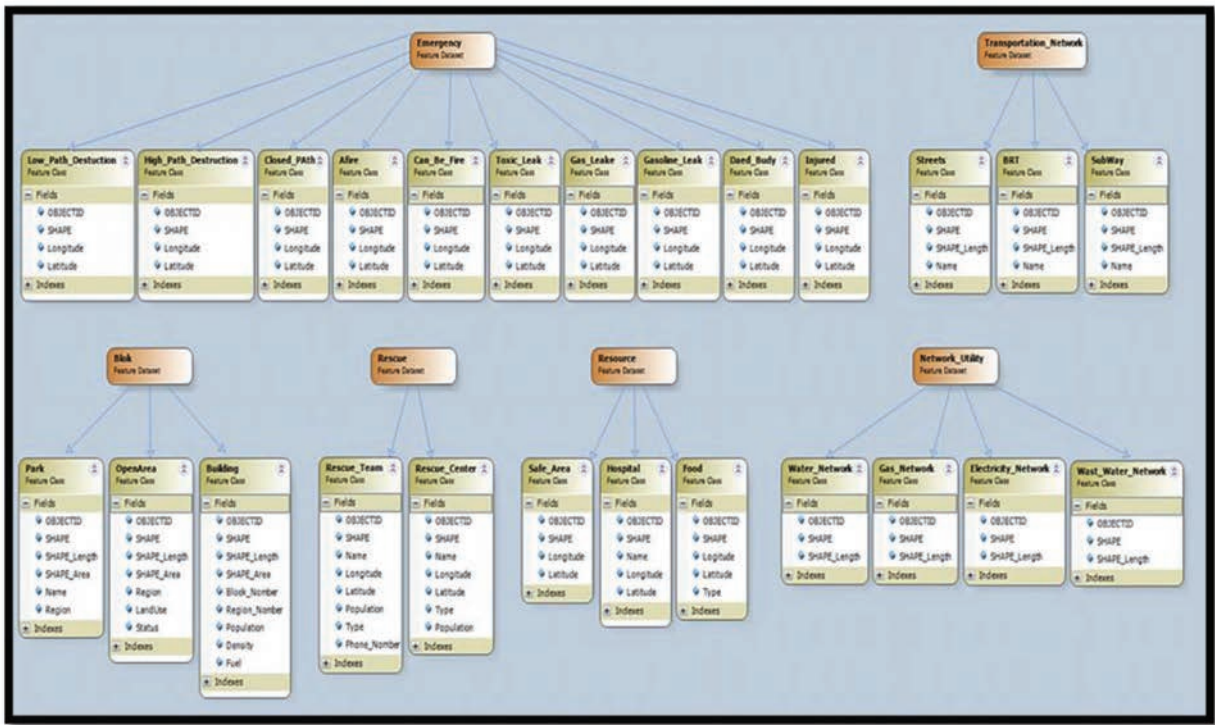 Emergency
Feature Dataset
Transportation_Network
Feature Dataset
Low_Path_Destuction
Feature Class
Fields
OBJECTID
SHAPE
Longitude
Latitude
Indexes
High_Path_Destruction
Feature Class
Fields
OBJECTID
SHAPE
Longitude
Latitude
Indexes
Closed_PAth
Feature Class
Fields
OBJECTID
SHAPE
Longitude
Latitude
Indexes
Afire
Feature Class
Fields
OBJECTID
SHAPE
Longitude
Latitude
Indexes
Can_Be_Fire
Feature Class
Fields
OBJECTID
SHAPE
Longitude
Latitude
Indexes
Toxic_Leak
Feature Class
Fields
OBJECTID
SHAPE
Longitude
Latitude
Indexes
Gas_Leake
Feature Class
Fields
OBJECTID
SHAPE
Longitude
Latitude
Indexes
Gasoline_Leak
Feature Class
Fields
OBJECTID
SHAPE
Longitude
Latitude
Indexes
Daed_Budy
Feature Class
Fields
OBJECTID
SHAPE
Longitude
Latitude
Indexes
Injured
Feature Class
Fields
OBJECTID
SHAPE
Longitude
Latitude
Indexes
Streets
Feature Class
Fields
OBJECTID
SHAPE
SHAPE_Length
Name
Indexes
BRT
Feature Class
Fields
OBJECTID
SHAPE
SHAPE_Length
Name
Indexes
SubWay
Feature Class
Fields
OBJECTID
SHAPE
SHAPE_Length
Name
Indexes
Blok
Feature Dataset
Rescue
Feature Dataset
Resource
Feature Dataset
Network_Utility
Feature Dataset
Park
Feature Class
Fields
OBJECTID
SHAPE
SHAPE_Length
SHAPE_Area
Name
Region
Indexes
OpenArea
Feature Class
Fields
OBJECTID
SHAPE
SHAPE_Length
SHAPE_Area
Region
LandUse
Status
Indexes
Building
Feature Class
Fields
OBJECTID
SHAPE
SHAPE_Length
SHAPE_Area
Block_Number
Region_Nomber
Population
Density
Fuel
Indexes
Rescue_Team
Feature Class
Fields
OBJECTID
SHAPE
Name
Longitude
Latitude
Population
Type
Phone_Nomber
Indexes
Rescue_Center
Feature Class
Fields
OBJECTID
SHAPE
Name
Longitude
Latitude
Type
Population
Indexes
Safe_Area
Feature Class
Fields
OBJECTID
SHAPE
Longitude
Latitude
Indexes
Hospital
Feature Class
Fields
OBJECTID
SHAPE
Name
Longitude
Latitude
Indexes
Food
Feature Class
Fields
OBJECTID
SHAPE
Logitude
Latitude
Type
Indexes
Water_Network
Feature Class
Fields
OBJECTID
SHAPE
SHAPE_Length
Indexes
Gas_Network
Feature Class
Fields
OBJECTID
SHAPE
SHAPE_Length
Indexes
Electricity_Network
Feature Class
Fields
OBJECTID
SHAPE
SHAPE_Length
Indexes
Wast_Water_Network
Feature Class
Fields
OBJECTID
SHAPE
SHAPE_Length
Indexes